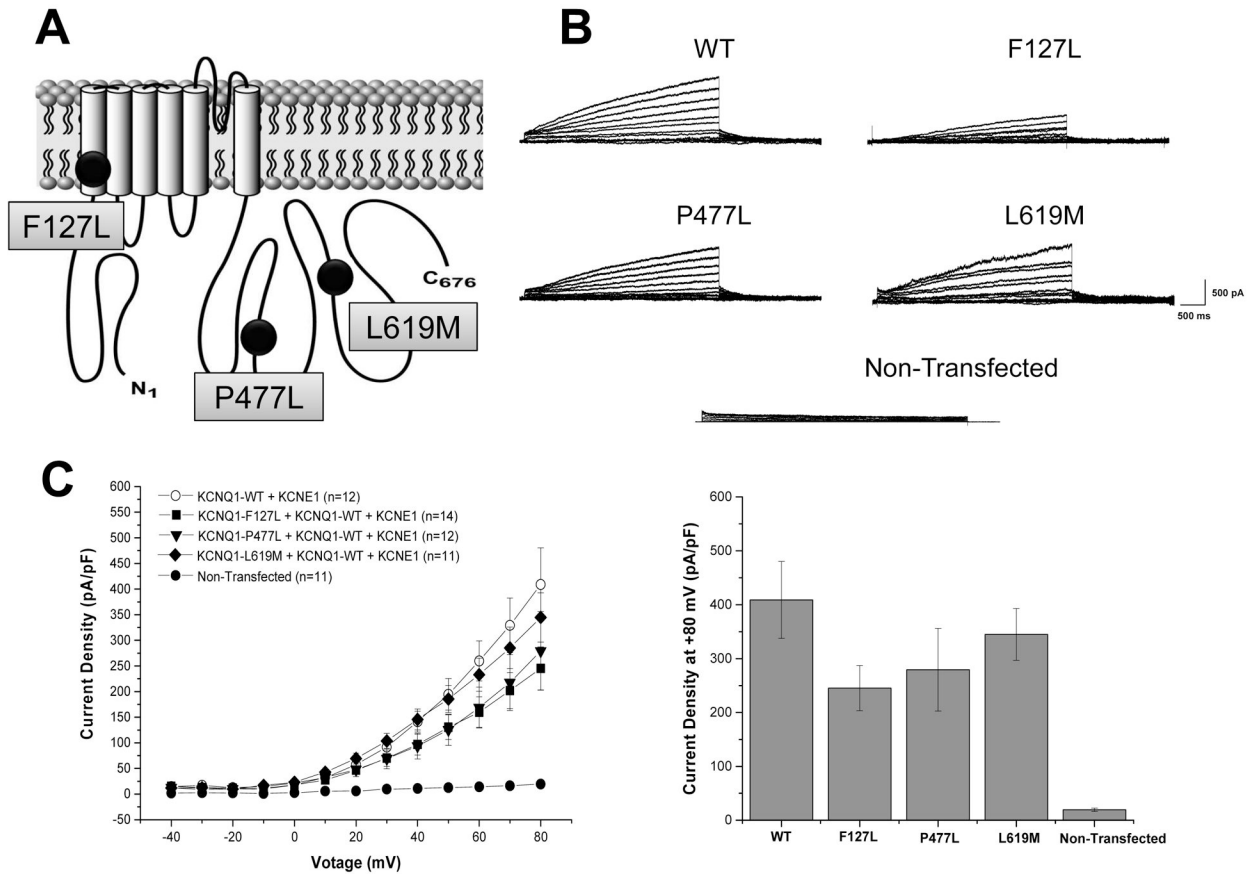 A
F127L
N1
P477L
L619M
C676
B
WT
F127L
P477L
L619M
500 pA
500 ms
Non-Transfected
C
600
550
500
450
400
350
300
250
200
150
100
50
0
-50
Current Density (pA/pF)
KCNQ1-WT + KCNE1 (n=12)
KCNQ1-F127L + KCNQ1-WT + KCNE1 (n=14)
KCNQ1-P477L + KCNQ1-WT + KCNE1 (n=12)
KCNQ1-L619M + KCNQ1-WT + KCNE1 (n=11)
Non-Transfected (n=11)
-40 -20 0 20 40 60 80
Votage (mV)
600
500
400
300
200
100
0
Current Density at +80 mV (pA/pF)
WT F127L P477L L619M Non-Transfected